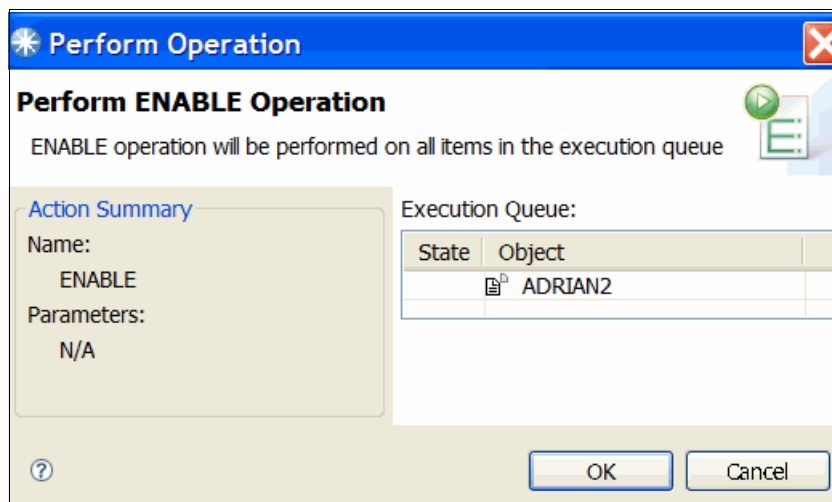 Perform Operation
Perform ENABLE Operation
ENABLE operation will be performed on all items in the execution queue
Action Summary
Name:
ENABLE
Parameters:
N/A
Execution Queue:
State Object
ADRIAN2
?
OK Cancel